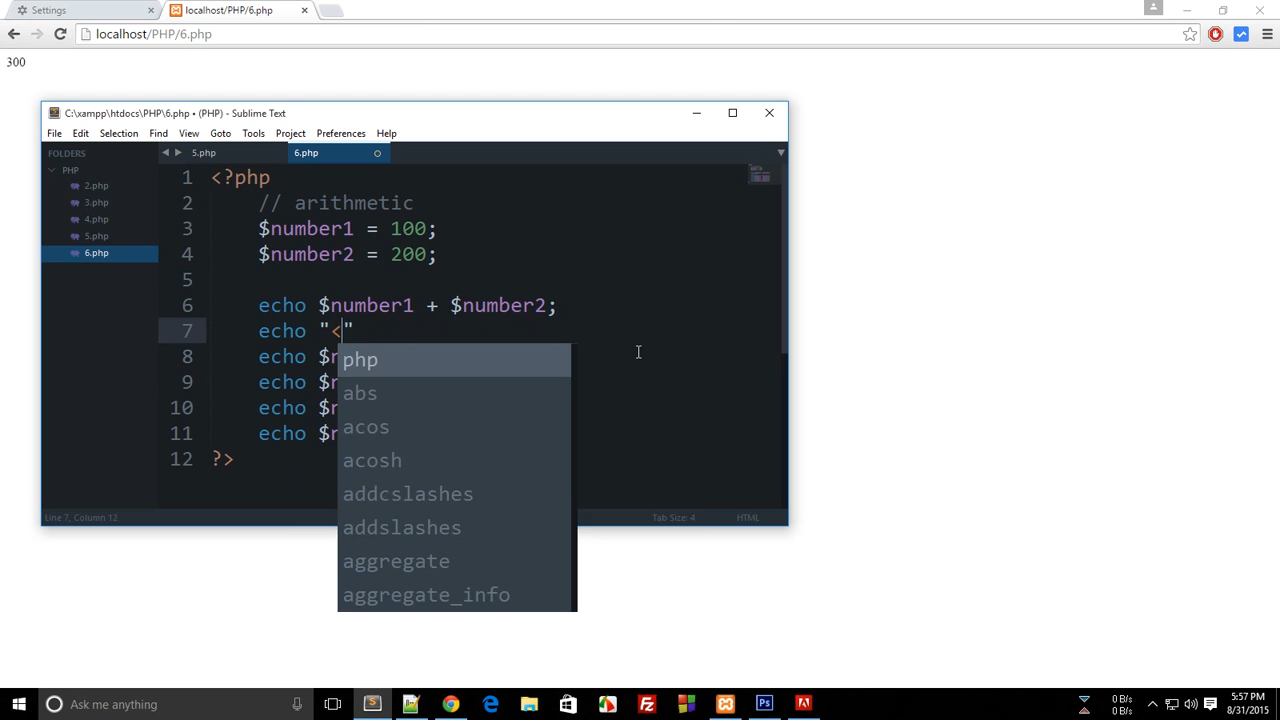 Settings
localhost/PHP/6.php
localhost/PHP/6.php
300
C:\xampp\htdocs\PHP\6.php • (PHP) - Sublime Text
File Edit Selection Find View Goto Tools Project Preferences Help
FOLDERS
PHP
2.php
3.php
4.php
5.php
6.php
5.php
6.php
1 <?php
2 // arithmetic
3 $number1 = 100;
4 $number2 = 200;
5
6 echo $number1 + $number2;
7 echo "<"
8 echo $n
9 echo $n
10 echo $n
11 echo $n
12 ?>
php
abs
acos
acosh
addcslashes
addslashes
aggregate
aggregate_info
Line 7, Column 12
Tab Size: 4
HTML
Ask me anything
0 B/s
0 B/s
5:57 PM
8/31/2015